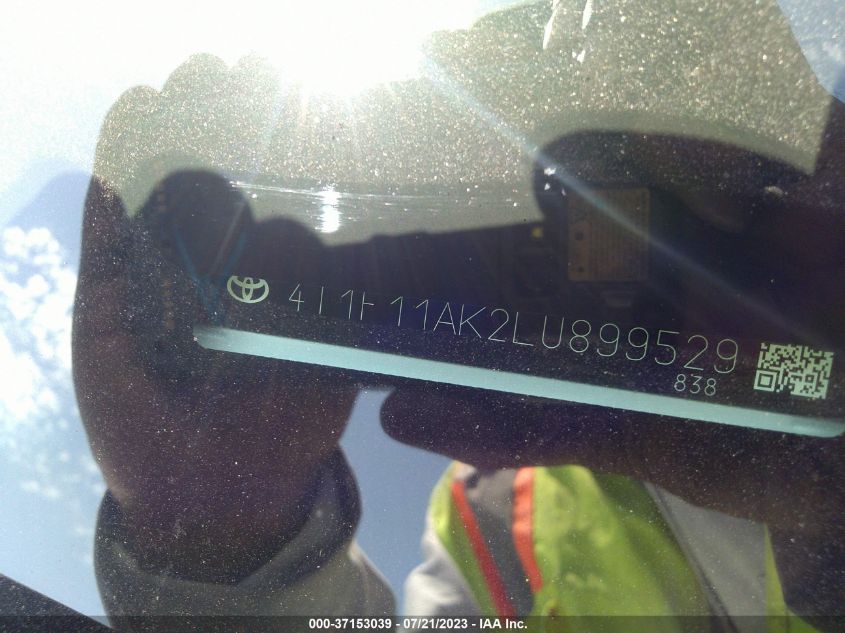 4T1F11AK2LU899529
838
000-37153039 - 07/21/2023 - IAA Inc.